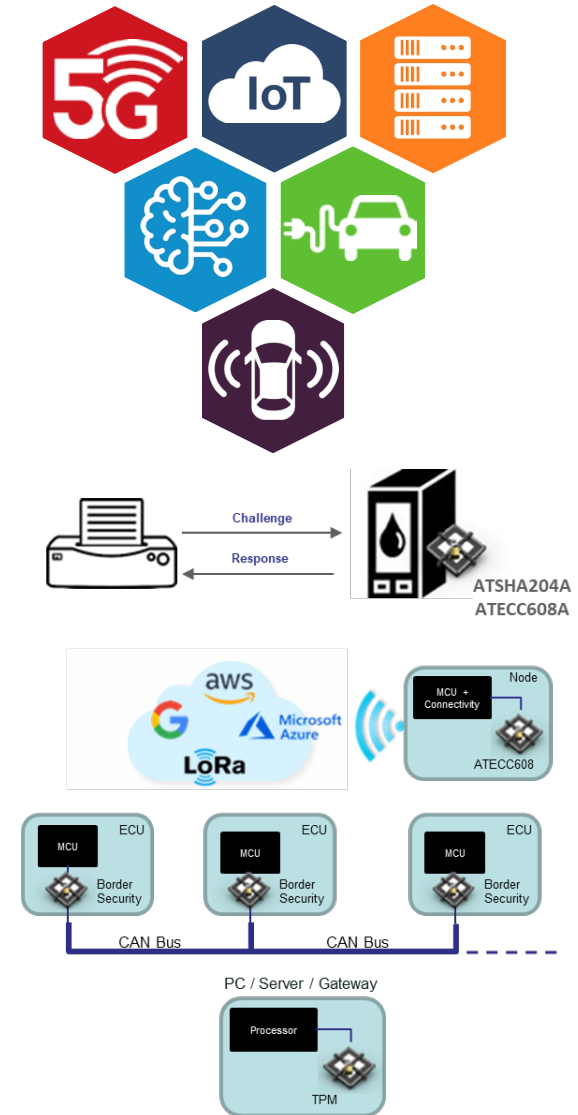 5G
IoT
Challenge
Response
ATSHA204A
ATECC608A
aws
G
Microsoft
Azure
LoRa
Node
MCU +
Connectivity
ATECC608
ECU
MCU
Border
Security
ECU
MCU
Border
Security
ECU
MCU
Border
Security
CAN Bus
CAN Bus
PC / Server / Gateway
Processor
TPM